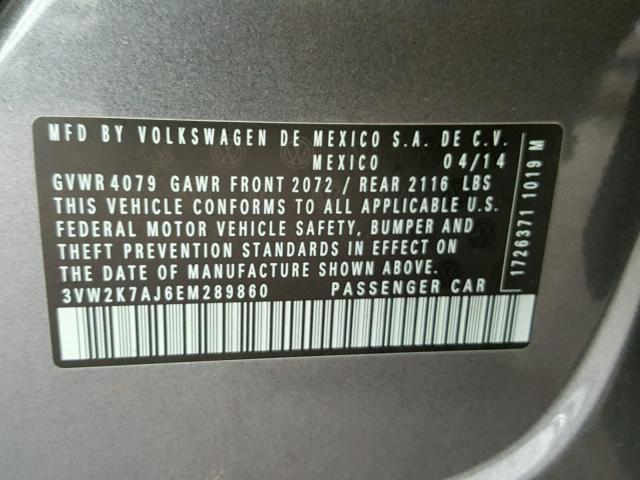 MFD BY VOLKSWAGEN DE MEXICO S.A. DE C.V.
MEXICO 04/14
GVWR 4079 GAWR FRONT 2072 / REAR 2116 LBS
THIS VEHICLE CONFORMS TO ALL APPLICABLE U.S.
FEDERAL MOTOR VEHICLE SAFETY, BUMPER AND
THEFT PREVENTION STANDARDS IN EFFECT ON
THE DATE OF MANUFACTURE SHOWN ABOVE.
3VW2K7AJ6EM289860 PASSENGER CAR
1726371 1019 M